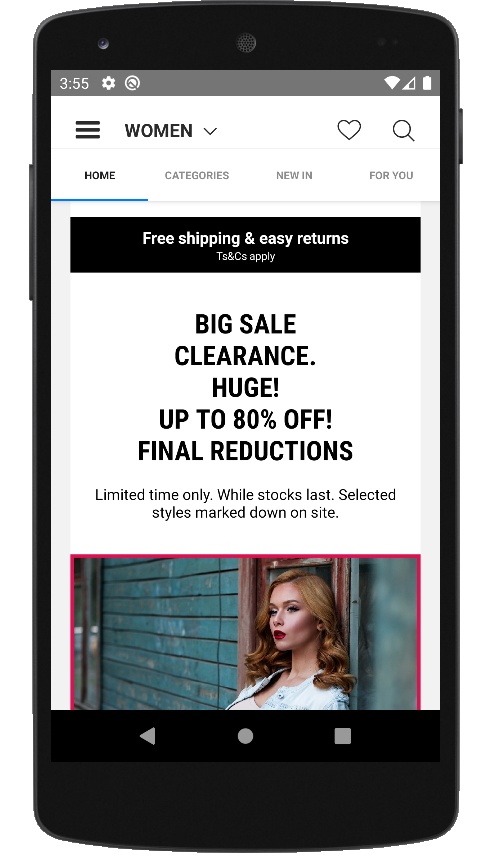 3:55
WOMEN
HOME CATEGORIES NEW IN FOR YOU
Free shipping & easy returns
Ts&Cs apply
BIG SALE
CLEARANCE.
HUGE!
UP TO 80% OFF!
FINAL REDUCTIONS
Limited time only. While stocks last. Selected
styles marked down on site.